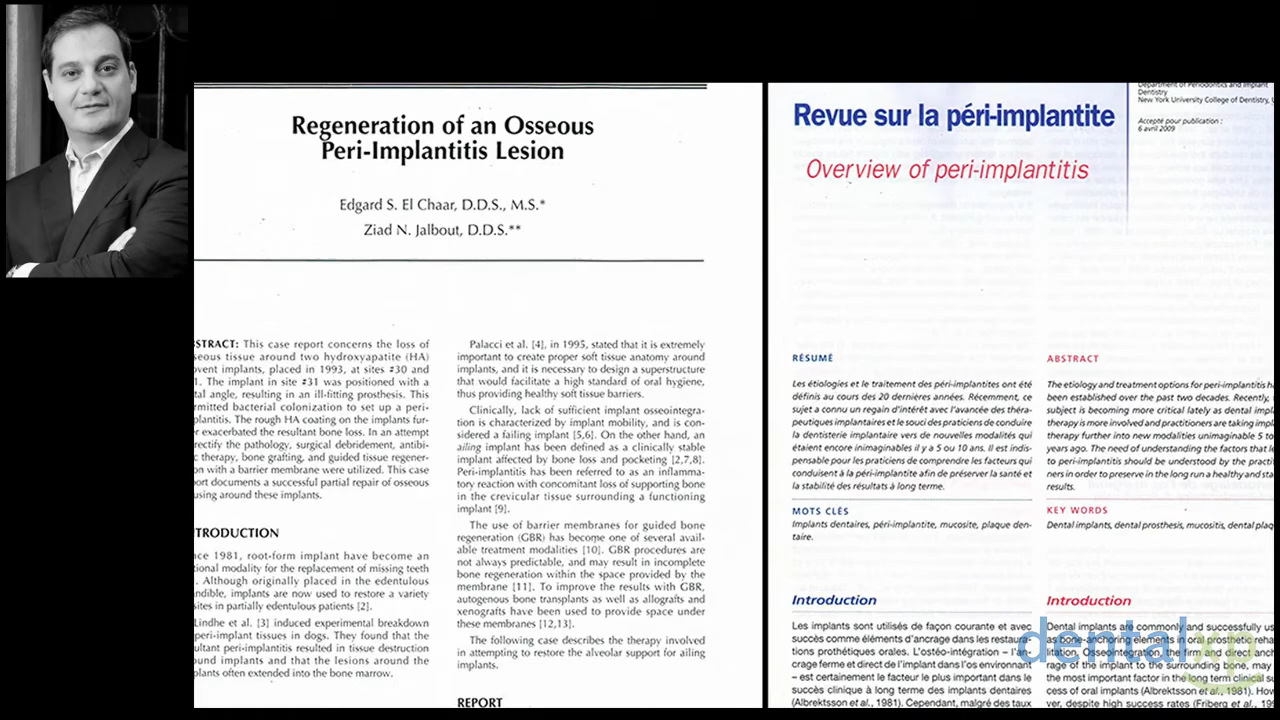 Regeneration of an Osseous
Peri-Implantitis Lesion
Edgard S. El Chaar, D.D.S., M.S.*
Ziad N. Jalbout, D.D.S.**
STRACT: This case report concerns the loss of
seous tissue around two hydroxyapatite (HA)
vent implants, placed in 1993, at sites #30 and
1. The implant in site #31 was positioned with a
tal angle, resulting in an ill-fitting prosthesis. This
mitted bacterial colonization to set up a peri-
plantitis. The rough HA coating on the implants fur-
r exacerbated the resultant bone loss. In an attempt
ectify the pathology, surgical debridement, antibi-
c therapy, bone grafting, and guided tissue regener-
on with a barrier membrane were utilized. This case
ort documents a successful partial repair of osseous
using around these implants.
TRODUCTION
nce 1981, root-form implant have become an
tional modality for the replacement of missing teeth
. Although originally placed in the edentulous
ndible, implants are now used to restore a variety
sites in partially edentulous patients [2].
Lindhe et al. [3] induced experimental breakdown
peri-implant tissues in dogs. They found that the
ultant peri-implantitis resulted in tissue destruction
ound implants and that the lesions around the
plants often extended into the bone marrow.
Palacci et al. [4], in 1995, stated that it is extremely
important to create proper soft tissue anatomy around
implants, and it is necessary to design a superstructure
that would facilitate a high standard of oral hygiene,
thus providing healthy soft tissue barriers.
Clinically, lack of sufficient implant osseointegra-
tion is characterized by implant mobility, and is con-
sidered a failing implant [5,6]. On the other hand, an
ailing implant has been defined as a clinically stable
implant affected by bone loss and pocketing [2,7,8].
Peri-implantitis has been referred to as an inflamma-
tory reaction with concomitant loss of supporting bone
in the crevicular tissue surrounding a functioning
implant [9].
The use of barrier membranes for guided bone
regeneration (GBR) has become one of several avail-
able treatment modalities [10]. GBR procedures are
not always predictable, and may result in incomplete
bone regeneration within the space provided by the
membrane [11]. To improve the results with GBR,
autogenous bone transplants as well as allografts and
xenografts have been used to provide space under
these membranes [12,13].
The following case describes the therapy involved
in attempting to restore the alveolar support for ailing
implants.
REPORT
Department of Periodontics and Implant
Dentistry
New York University College of Dentistry,
Accepté pour publication :
6 avril 2009
Revue sur la péri-implantite
Overview of peri-implantitis
RÉSUMÉ
Les étiologies et le traitement des péri-implantites ont été
définis au cours des 20 dernières années. Récemment, ce
sujet a connu un regain d'intérêt avec l'avancée des théra-
peutiques implantaires et le souci des praticiens de conduire
la dentisterie implantaire vers de nouvelles modalités qui
étaient encore inimaginables il y a 5 ou 10 ans. Il est indis-
pensable pour les praticiens de comprendre les facteurs qui
conduisent à la péri-implantite afin de préserver la santé et
la stabilité des résultats à long terme.
MOTS CLÉS
Implants dentaires, péri-implantite, mucosite, plaque den-
taire.
Introduction
Les implants sont utilisés de façon courante et avec
succès comme éléments d'ancrage dans les restaura-
tions prothétiques orales. L'ostéo-intégration – l'an-
crage ferme et direct de l'implant dans l'os environnant
– est certainement le facteur le plus important dans le
succès clinique à long terme des implants dentaires
(Albrektsson et al., 1981). Cependant, malgré des taux
ABSTRACT
The etiology and treatment options for peri-implantitis h
been established over the past two decades. Recently,
subject is becoming more critical lately as dental impla
therapy is more involved and practitioners are taking impl
therapy further into new modalities unimaginable 5 to
years ago. The need of understanding the factors that le
to peri-implantitis should be understood by the practit
ners in order to preserve in the long run a healthy and sta
results.
KEY WORDS
Dental implants, dental prosthesis, mucositis, dental plaq
Introduction
Dental implants are commonly and successfully us
as bone-anchoring elements in oral prosthetic reha
litation. Osseointegration, the firm and direct anch
rage of the implant to the surrounding bone, may
the most important factor in the long term clinical su
cess of oral implants (Albrektsson et al., 1981). How
ver, despite high success rates (Friberg et al., 199
dentalxp